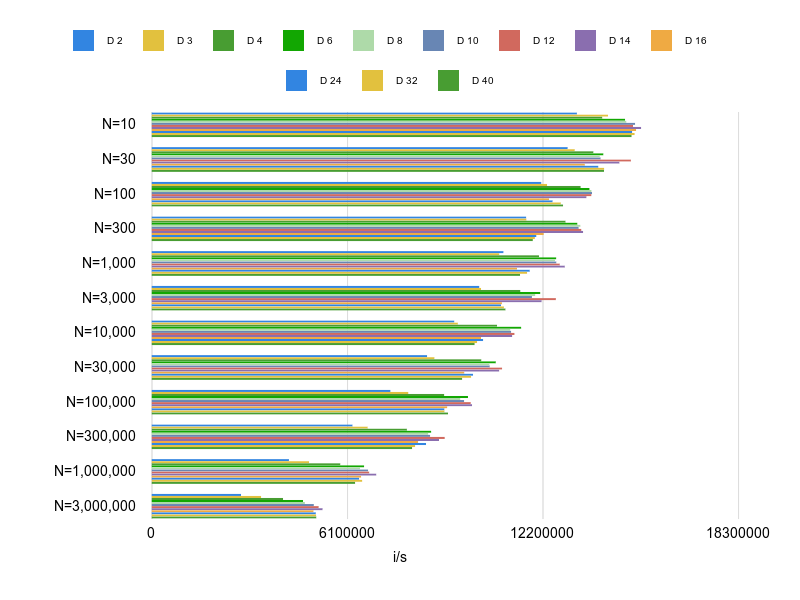 D 2 D 3 D 4 D 6 D 8 D 10 D 12 D 14 D 16
D 24 D 32 D 40
N=10
N=30
N=100
N=300
N=1,000
N=3,000
N=10,000
N=30,000
N=100,000
N=300,000
N=1,000,000
N=3,000,000
0 6100000 12200000 18300000
i/s